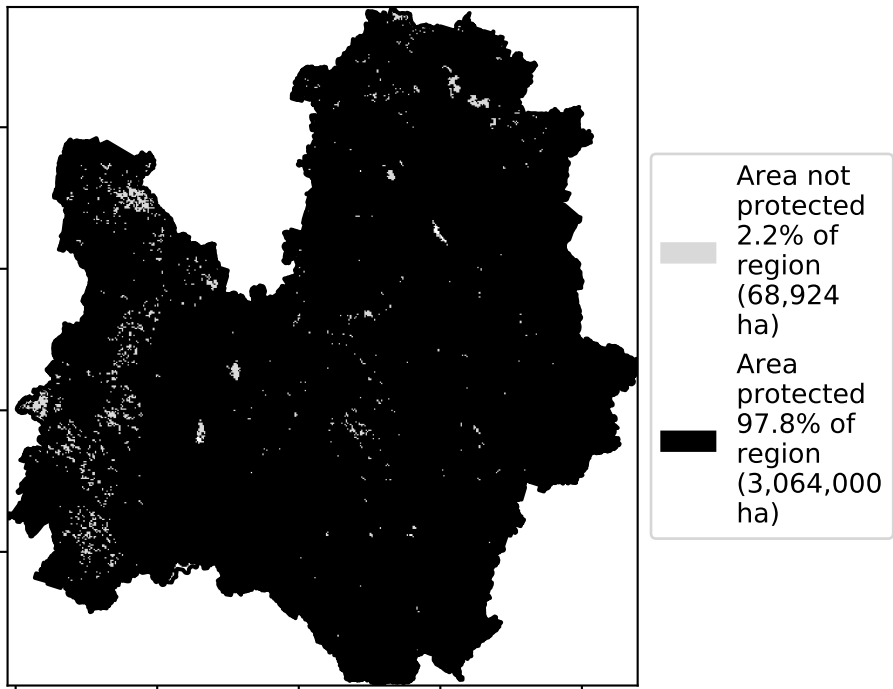 Area not
protected
2.2% of
region
(68,924
ha)
Area
protected
97.8% of
region
(3,064,000
ha)